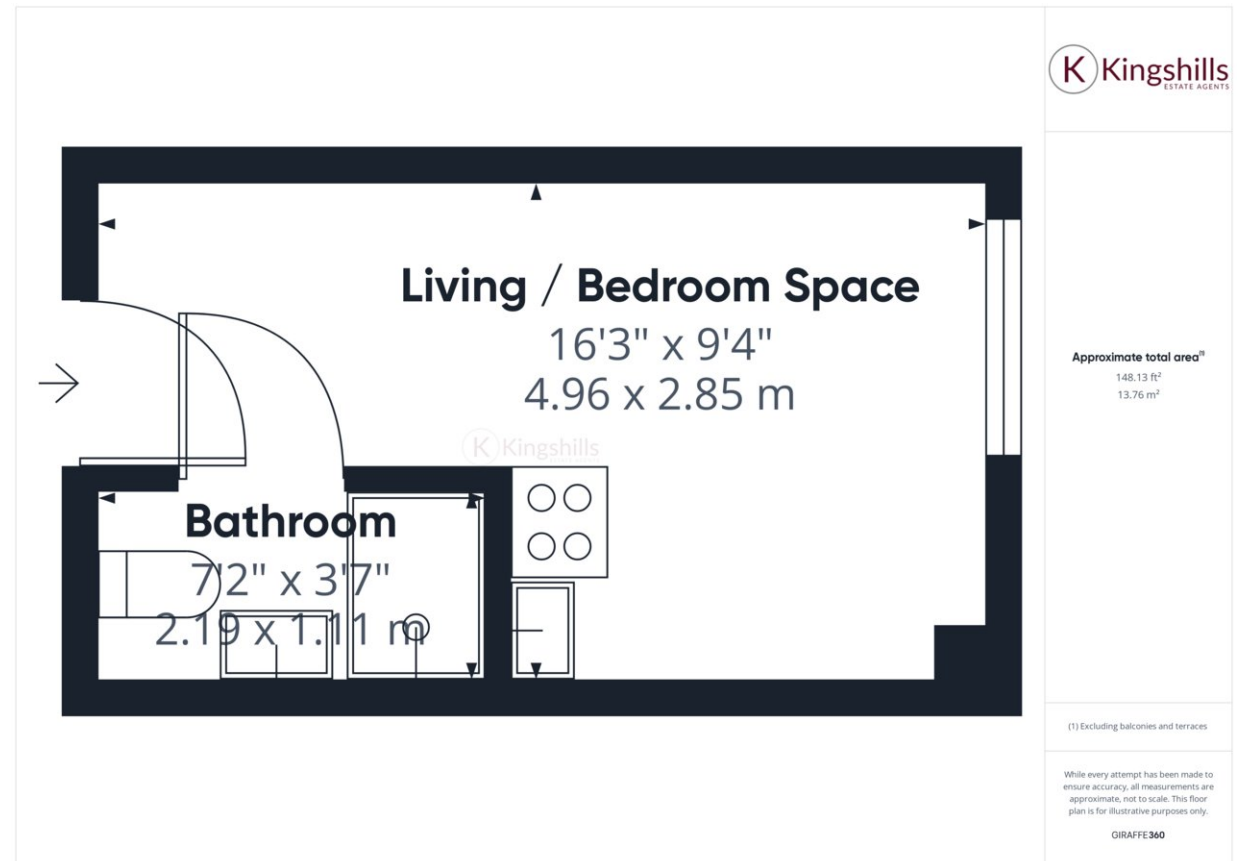 Living / Bedroom Space
16'3" x 9'4"
4.96 x 2.85 m
K Kingshills
Bathroom
7'2" x 3'7"
2.19 x 1.11 m
K Kingshills
ESTATE AGENTS
Approximate total area(1)
148.13 ft²
13.76 m²
(1) Excluding balconies and terraces
While every attempt has been made to
ensure accuracy, all measurements are
approximate, not to scale. This floor
plan is for illustrative purposes only.
GIRAFFE360